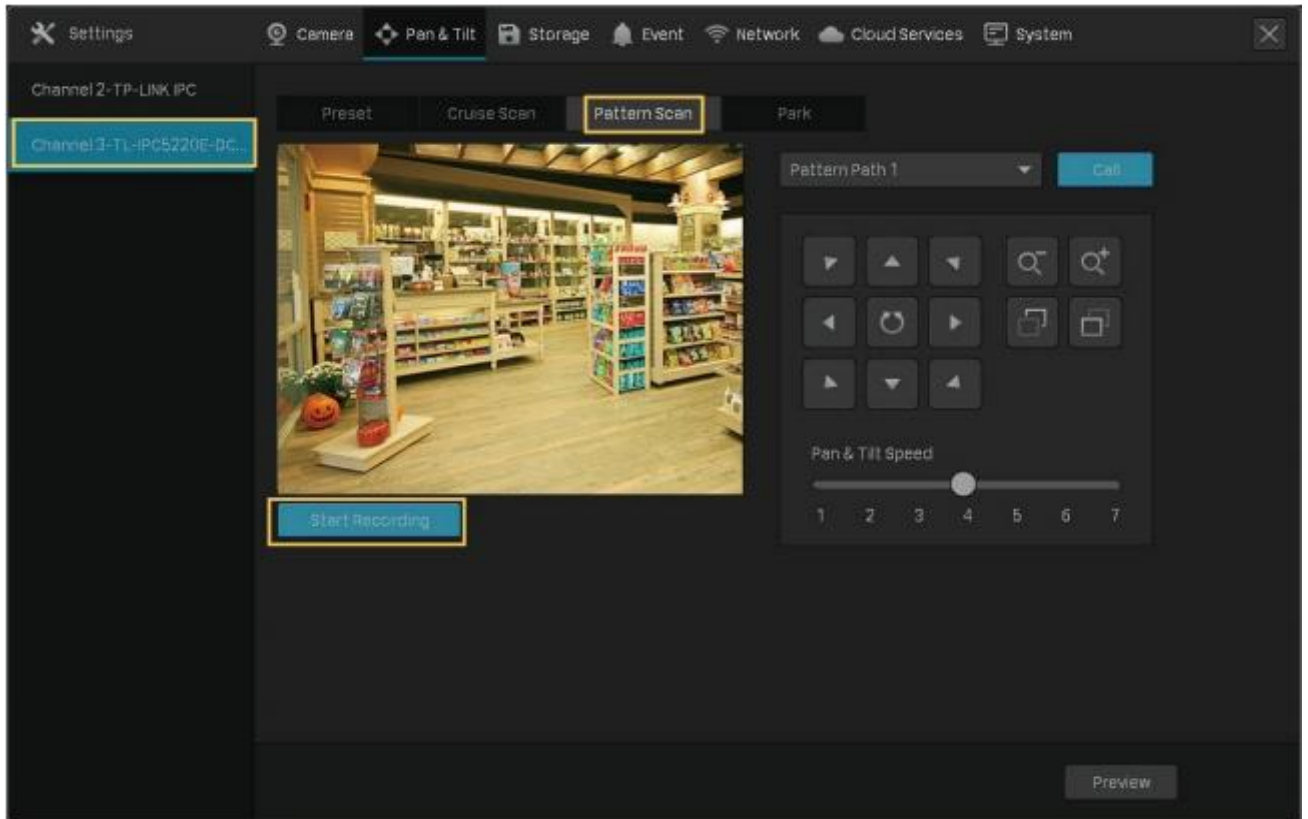 Settings
Camera Pan & Tilt Storage Event Network Cloud Services System
Channel 2-TP-LINK IPC
Channel 3-TL-IPC5220E-DC...
Preset Cruise Scan Pattern Scan Park
Pattern Path 1 Call
Pan & Tilt Speed
1 2 3 4 5 6 7
Start Recording
Preview